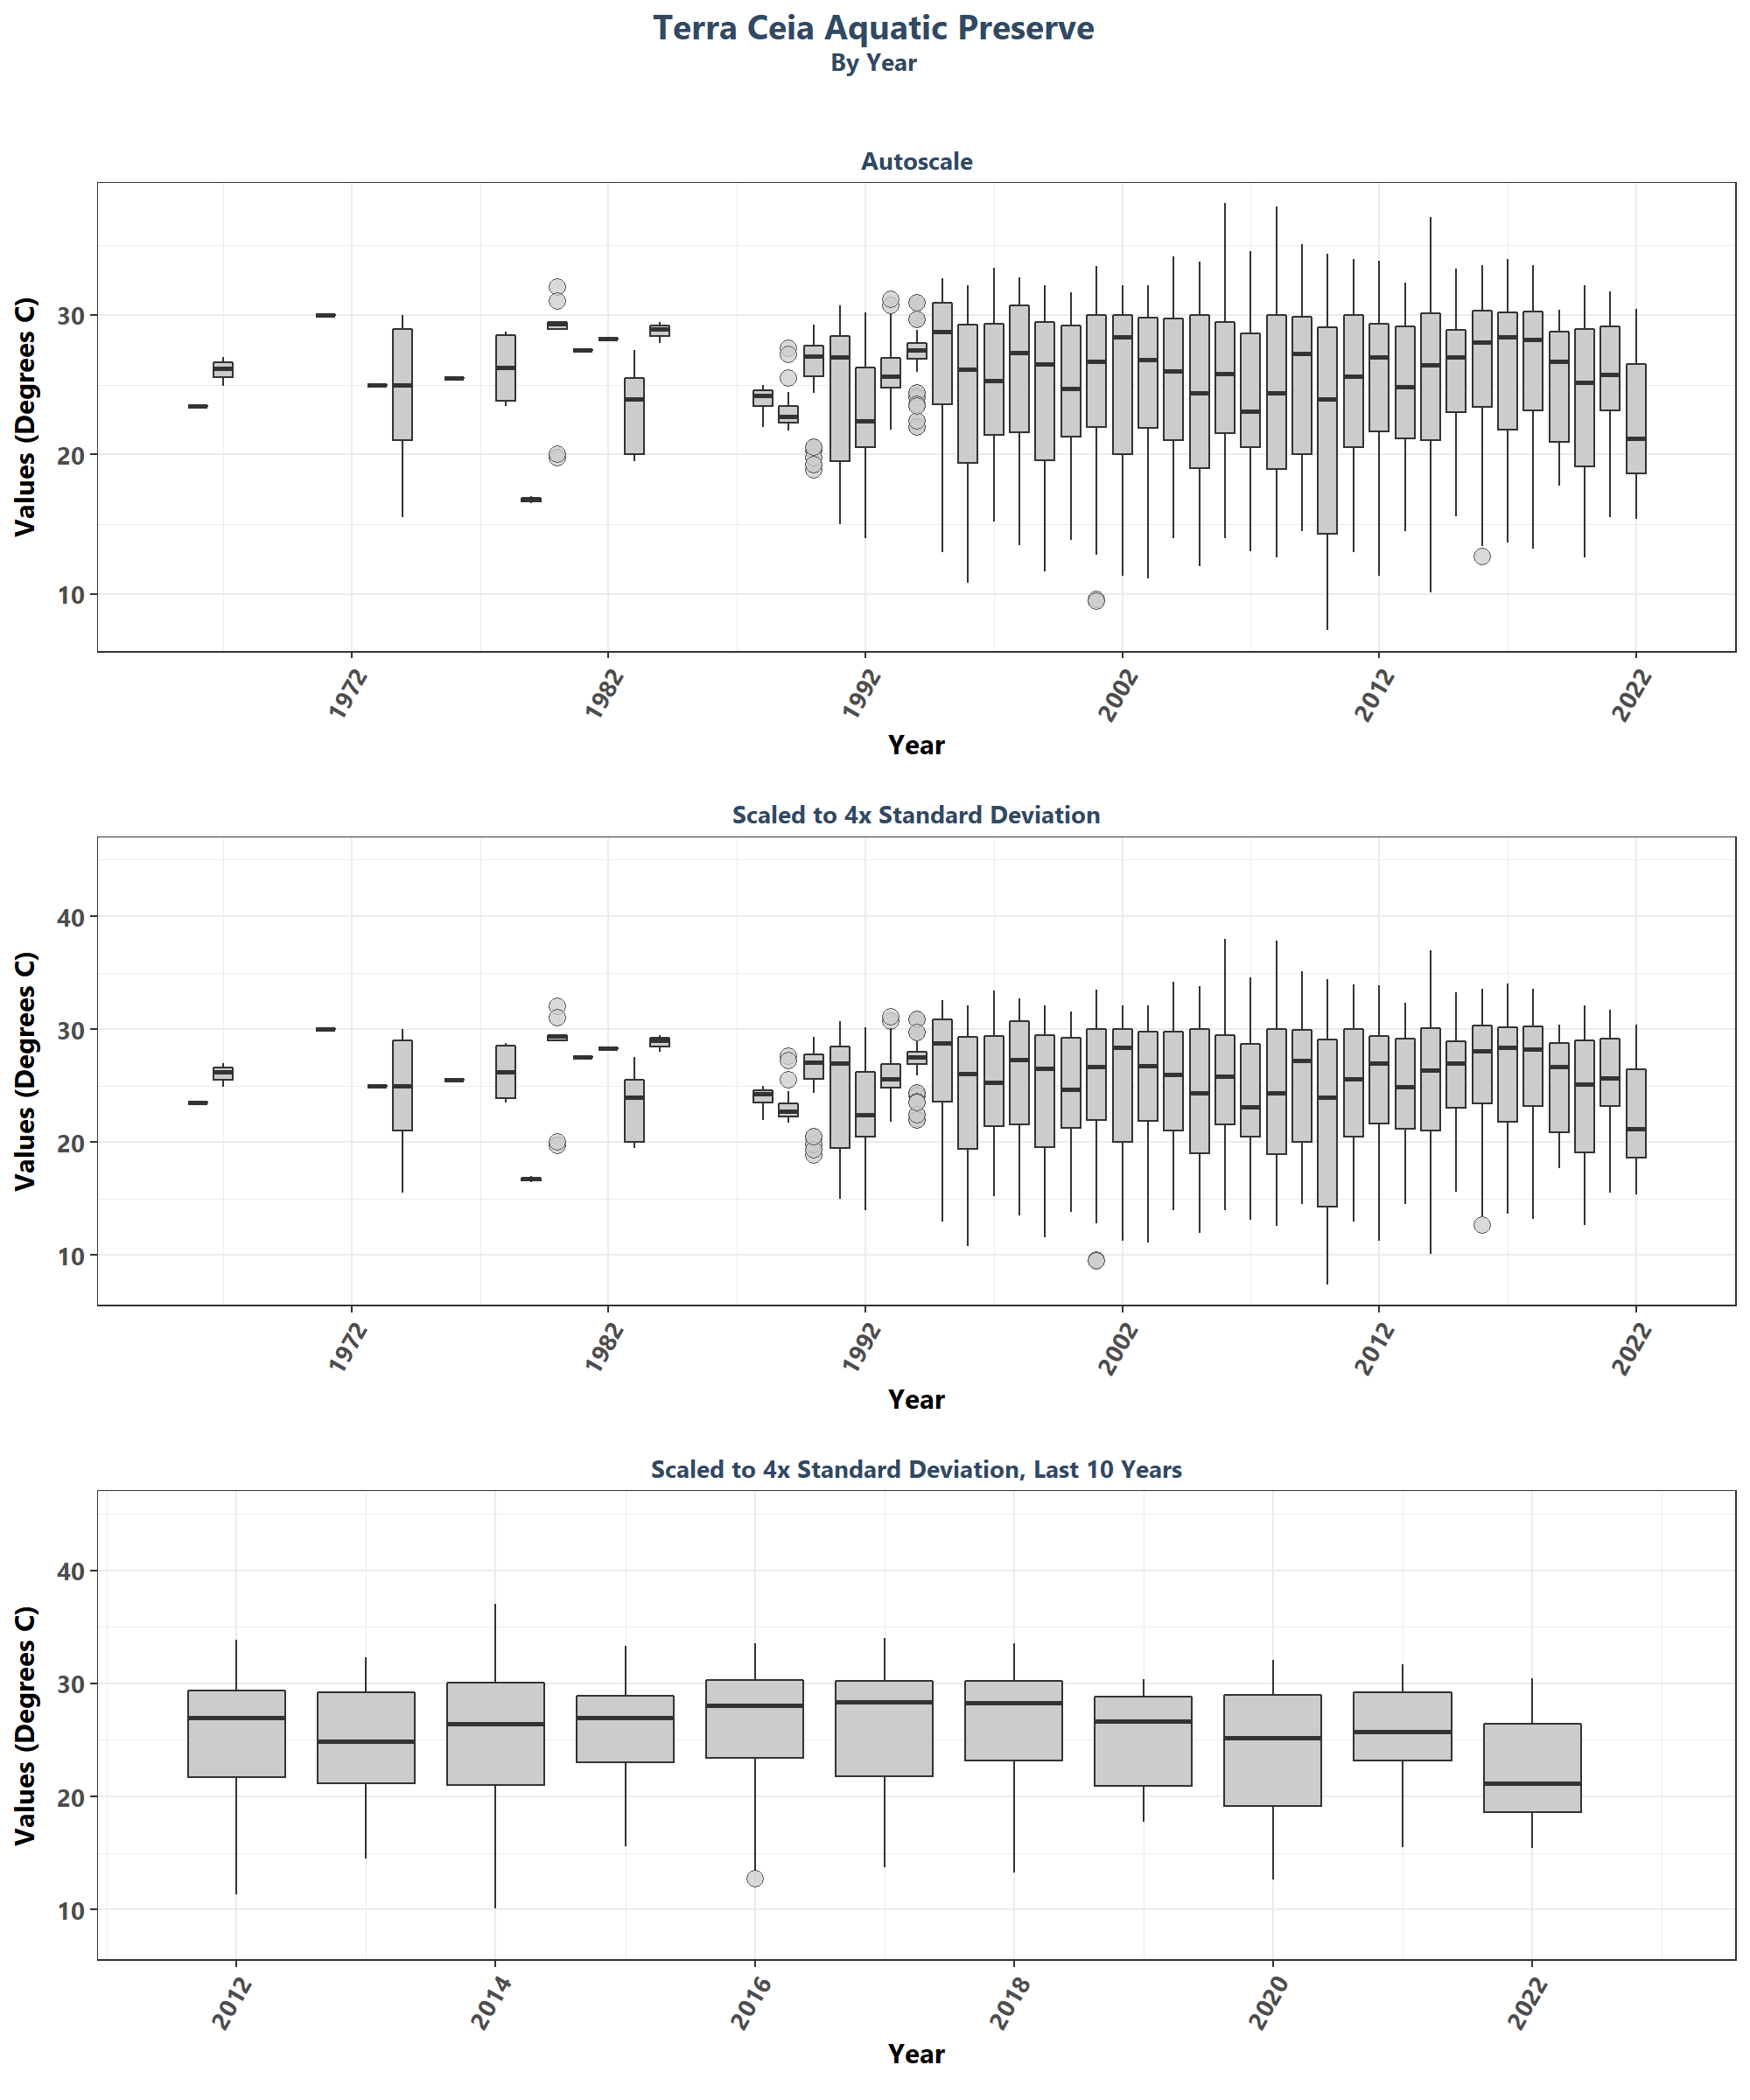 Terra Ceia Aquatic Preserve
By Year
Autoscale
Values (Degrees C)
30
20
10
1972
1982
1992
2002
2012
2022
Year
Scaled to 4x Standard Deviation
Values (Degrees C)
40
30
20
10
1972
1982
1992
2002
2012
2022
Year
Scaled to 4x Standard Deviation, Last 10 Years
Values (Degrees C)
40
30
20
10
2012
2014
2016
2018
2020
2022
Year